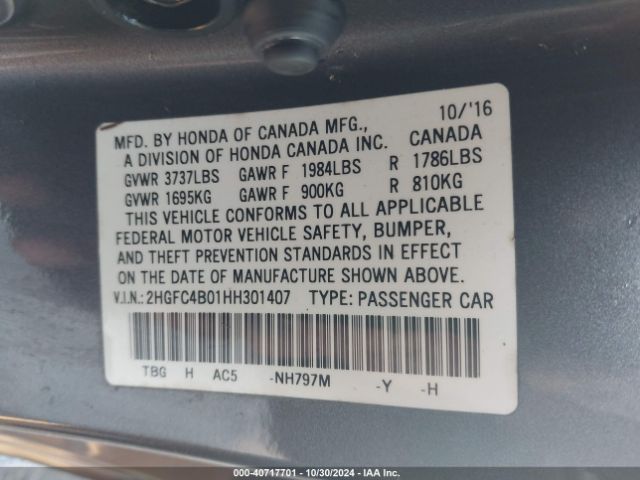 10/'16
MFD. BY HONDA OF CANADA MFG.,
A DIVISION OF HONDA CANADA INC. CANADA
GVWR 3737LBS GAWR F 1984LBS R 1786LBS
GVWR 1695KG GAWR F 900KG R 810KG
THIS VEHICLE CONFORMS TO ALL APPLICABLE
FEDERAL MOTOR VEHICLE SAFETY, BUMPER,
AND THEFT PREVENTION STANDARDS IN EFFECT
ON THE DATE OF MANUFACTURE SHOWN ABOVE.
V.I.N.: 2HGFC4B01HH301407 TYPE: PASSENGER CAR
TBG H AC5 -NH797M -Y -H
000-40717701 - 10/30/2024 - IAA Inc.